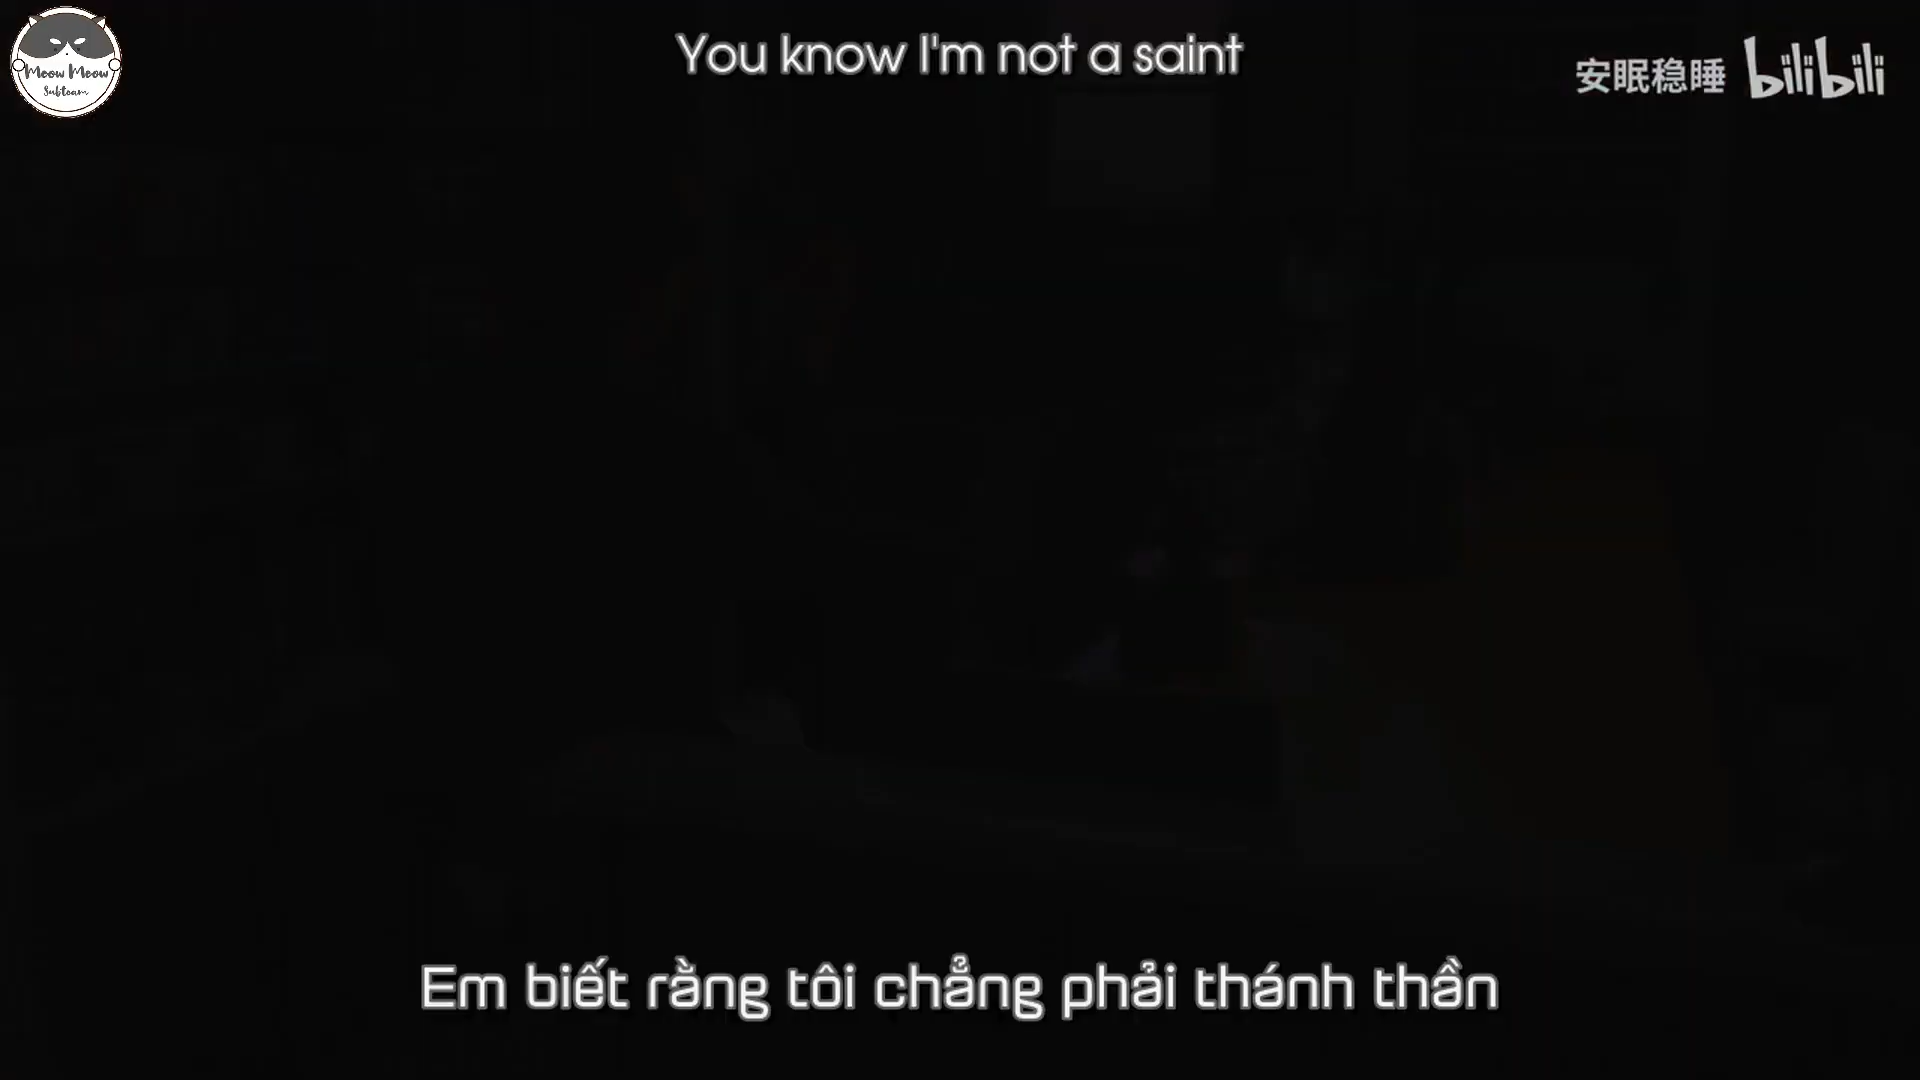 You know I'm not a saint
Meow Meow
Subteam
安眠稳睡 bilibili
Em biết rằng tôi chẳng phải thánh thần